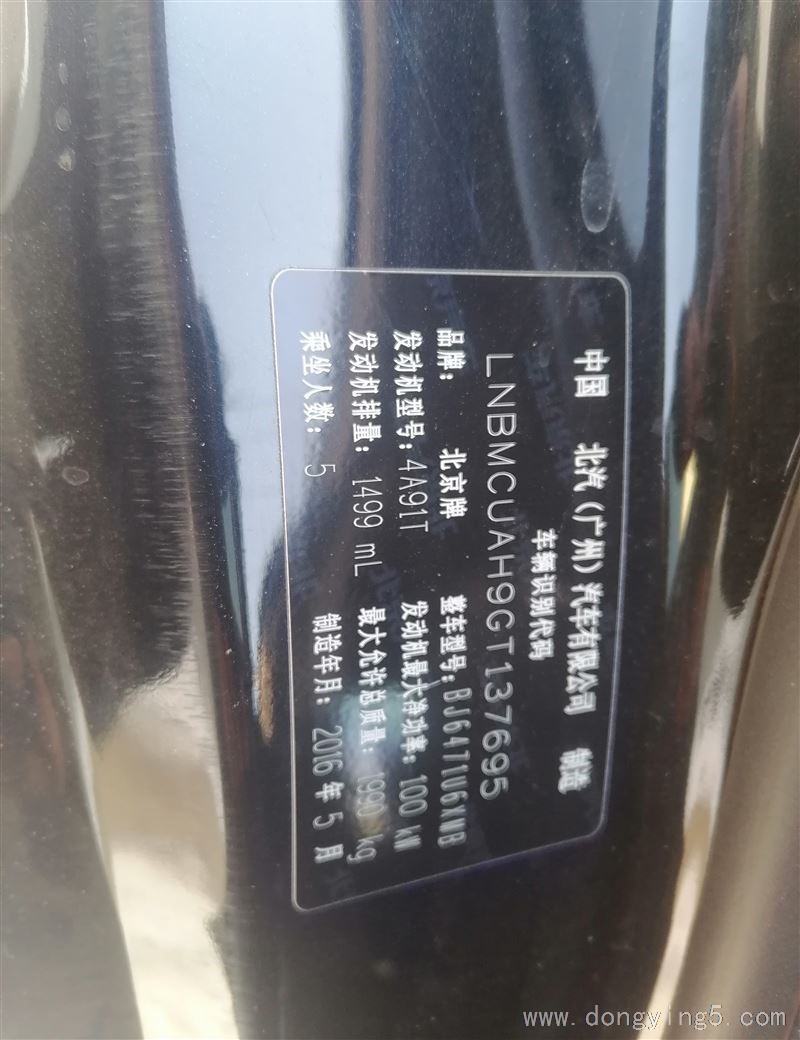 中国 北汽（广州）汽车有限公司 制造
车辆识别代码
LNBMCUAH9GT137695
品牌： 北京牌 整车型号：BJ6471U6XMB
发动机型号：4A91T 发动机最大净功率：100 kW
发动机排量：1499 mL 最大允许总质量：1990 kg
乘坐人数：5 制造年月：2016 年 5 月
www.dongying5.com